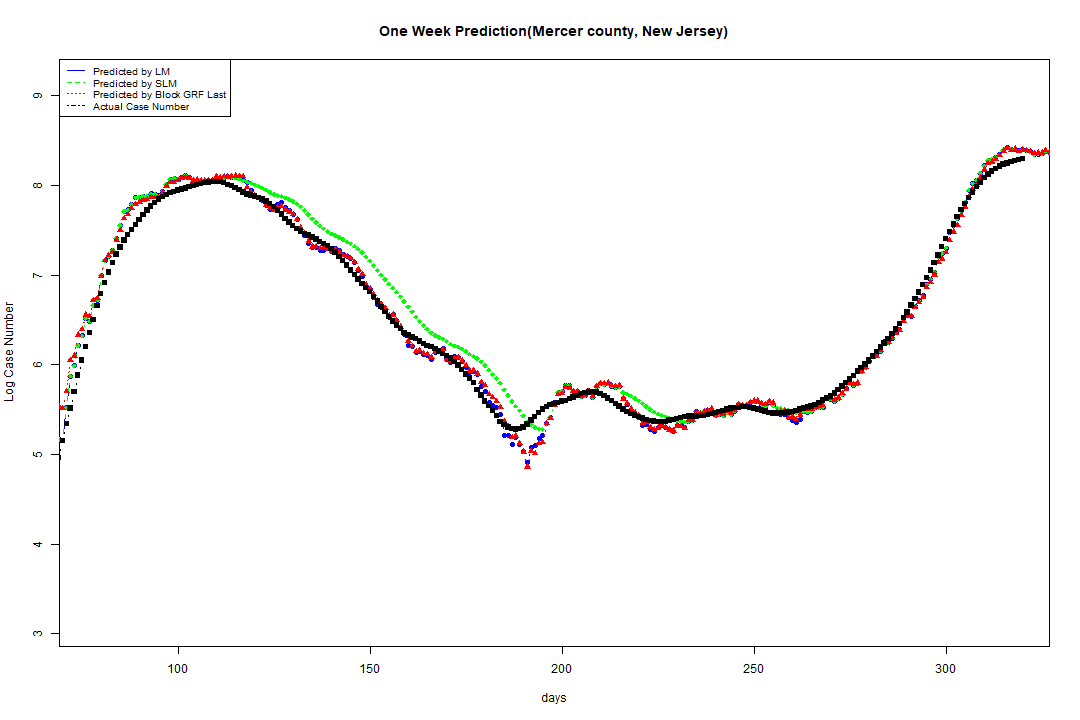 One Week Prediction(Mercer county, New Jersey)
Predicted by LM
Predicted by SLM
Predicted by Block GRF Last
Actual Case Number
9
8
7
6
5
4
3
Log Case Number
100 150 200 250 300
days